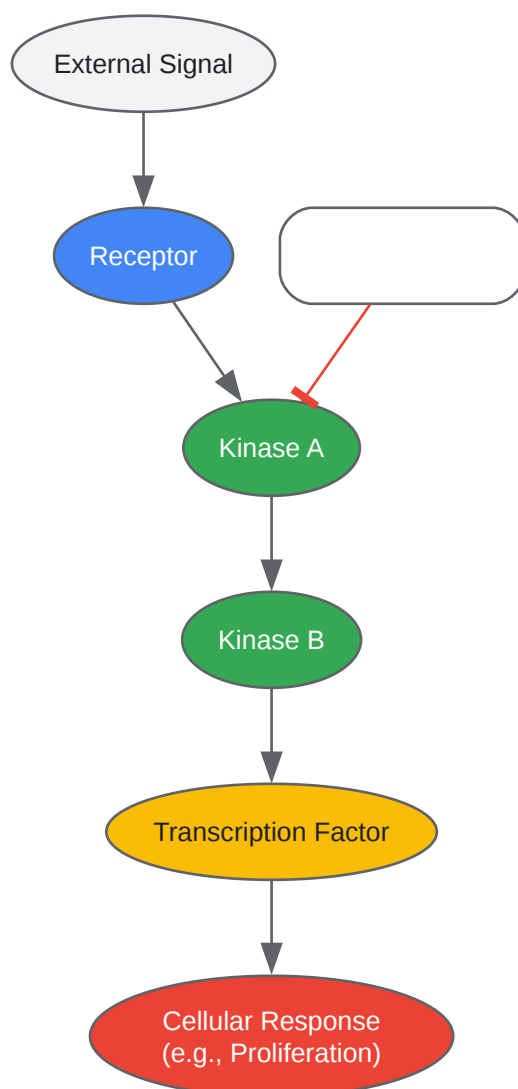 External Signal
Receptor
Kinase A
Kinase B
Transcription Factor
Cellular Response
(e.g., Proliferation)